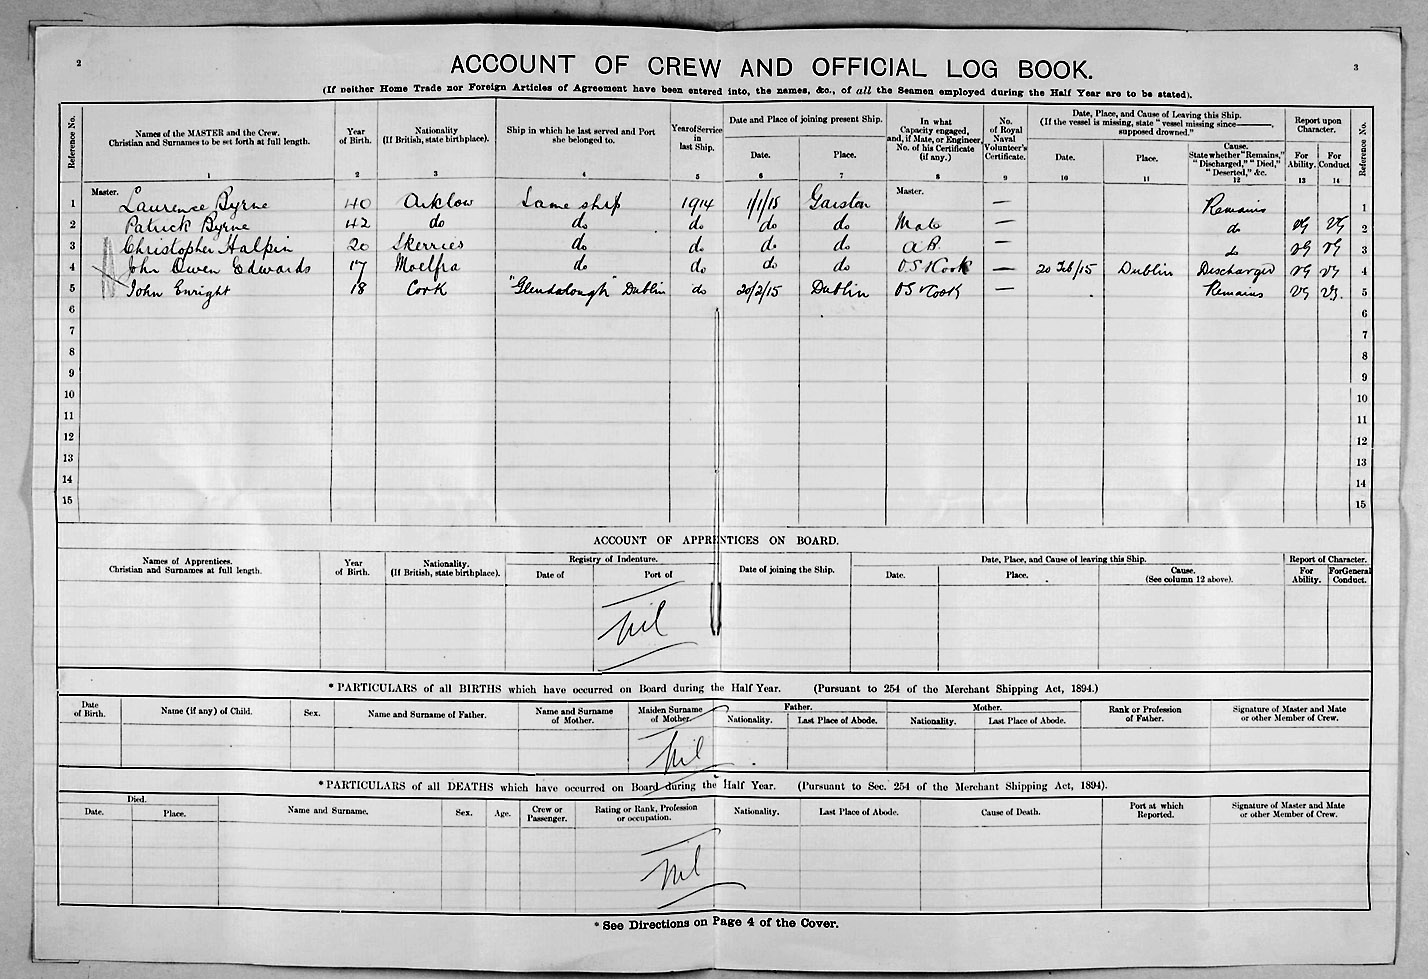 2
3
ACCOUNT OF CREW AND OFFICIAL LOG BOOK.
(If neither Home Trade nor Foreign Articles of Agreement have been entered into, the names, &c., of all the Seamen employed during the Half Year are to be stated).
Reference No. | Names of the MASTER and the Crew. Christian and Surnames to be set forth at full length. | Year of Birth. | Nationality (If British, state birthplace). | Ship in which he last served and Port she belonged to. | Year of Service in last Ship. | Date and Place of joining present Ship. Date. Place. | In what Capacity engaged, and, if Mate, or Engineer, No. of his Certificate (if any.) | No. of Royal Naval Volunteer's Certificate. | Date, Place, and Cause of Leaving this Ship. (If the vessel is missing, state "vessel missing since———, supposed drowned." Date. Place. Cause. State whether "Remains," "Discharged," "Died," "Deserted," &c. | Report upon Character. For Ability. For Conduct | Reference No.
1 2 3 4 5 6 7 8 9 10 11 12 13 14
Master. Master.
1 Laurence Byrne 40 Arklow Same ship 1914 1/1/15 Garston — Remains 1
2 Patrick Byrne 42 do do do do do Mate — do VG VG 2
3 Christopher Halpin 20 Skerries do do do do AB — do VG VG 3
4 John Owen Edwards 17 Moelfra do do do do OS & Cook — 20 Feb/15 Dublin Discharged VG VG 4
5 John Enright 18 Cork "Glendalough" Dublin do 20/2/15 Dublin OS & Cook — Remains VG VG. 5
6 6
7 7
8 8
9 9
10 10
11 11
12 12
13 13
14 14
15 15
ACCOUNT OF APPRENTICES ON BOARD.
Names of Apprentices. Christian and Surnames at full length. | Year of Birth. | Nationality. (If British, state birthplace). | Registry of Indenture. Date of Port of | Date of joining the Ship. | Date, Place, and Cause of leaving this Ship. Date. Place. Cause. (See column 12 above). | Report of Character. For Ability. For General Conduct.
Nil
* PARTICULARS of all BIRTHS which have occurred on Board during the Half Year. (Pursuant to 254 of the Merchant Shipping Act, 1894.)
Date of Birth. | Name (if any) of Child. | Sex. | Name and Surname of Father. | Name and Surname of Mother. | Maiden Surname of Mother. | Father. Nationality. Last Place of Abode. | Mother. Nationality. Last Place of Abode. | Rank or Profession of Father. | Signature of Master and Mate or other Member of Crew.
Nil
* PARTICULARS of all DEATHS which have occurred on Board during the Half Year. (Pursuant to Sec. 254 of the Merchant Shipping Act, 1894).
Died. Date. Place. | Name and Surname. | Sex. | Age. | Crew or Passenger. | Rating or Rank, Profession or occupation. | Nationality. | Last Place of Abode. | Cause of Death. | Port at which Reported. | Signature of Master and Mate or other Member of Crew.
Nil
* See Directions on Page 4 of the Cover.